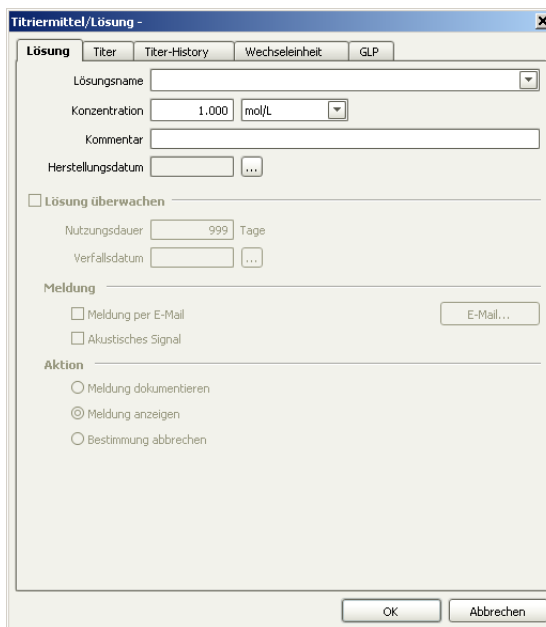 Titriermittel/Lösung -
Lösung Titer Titer-History Wechseleinheit GLP
Lösungsname
Konzentration 1.000 mol/L
Kommentar
Herstellungsdatum ...
Lösung überwachen
Nutzungsdauer 999 Tage
Verfallsdatum ...
Meldung
Meldung per E-Mail E-Mail...
Akustisches Signal
Aktion
Meldung dokumentieren
Meldung anzeigen
Bestimmung abbrechen
OK Abbrechen